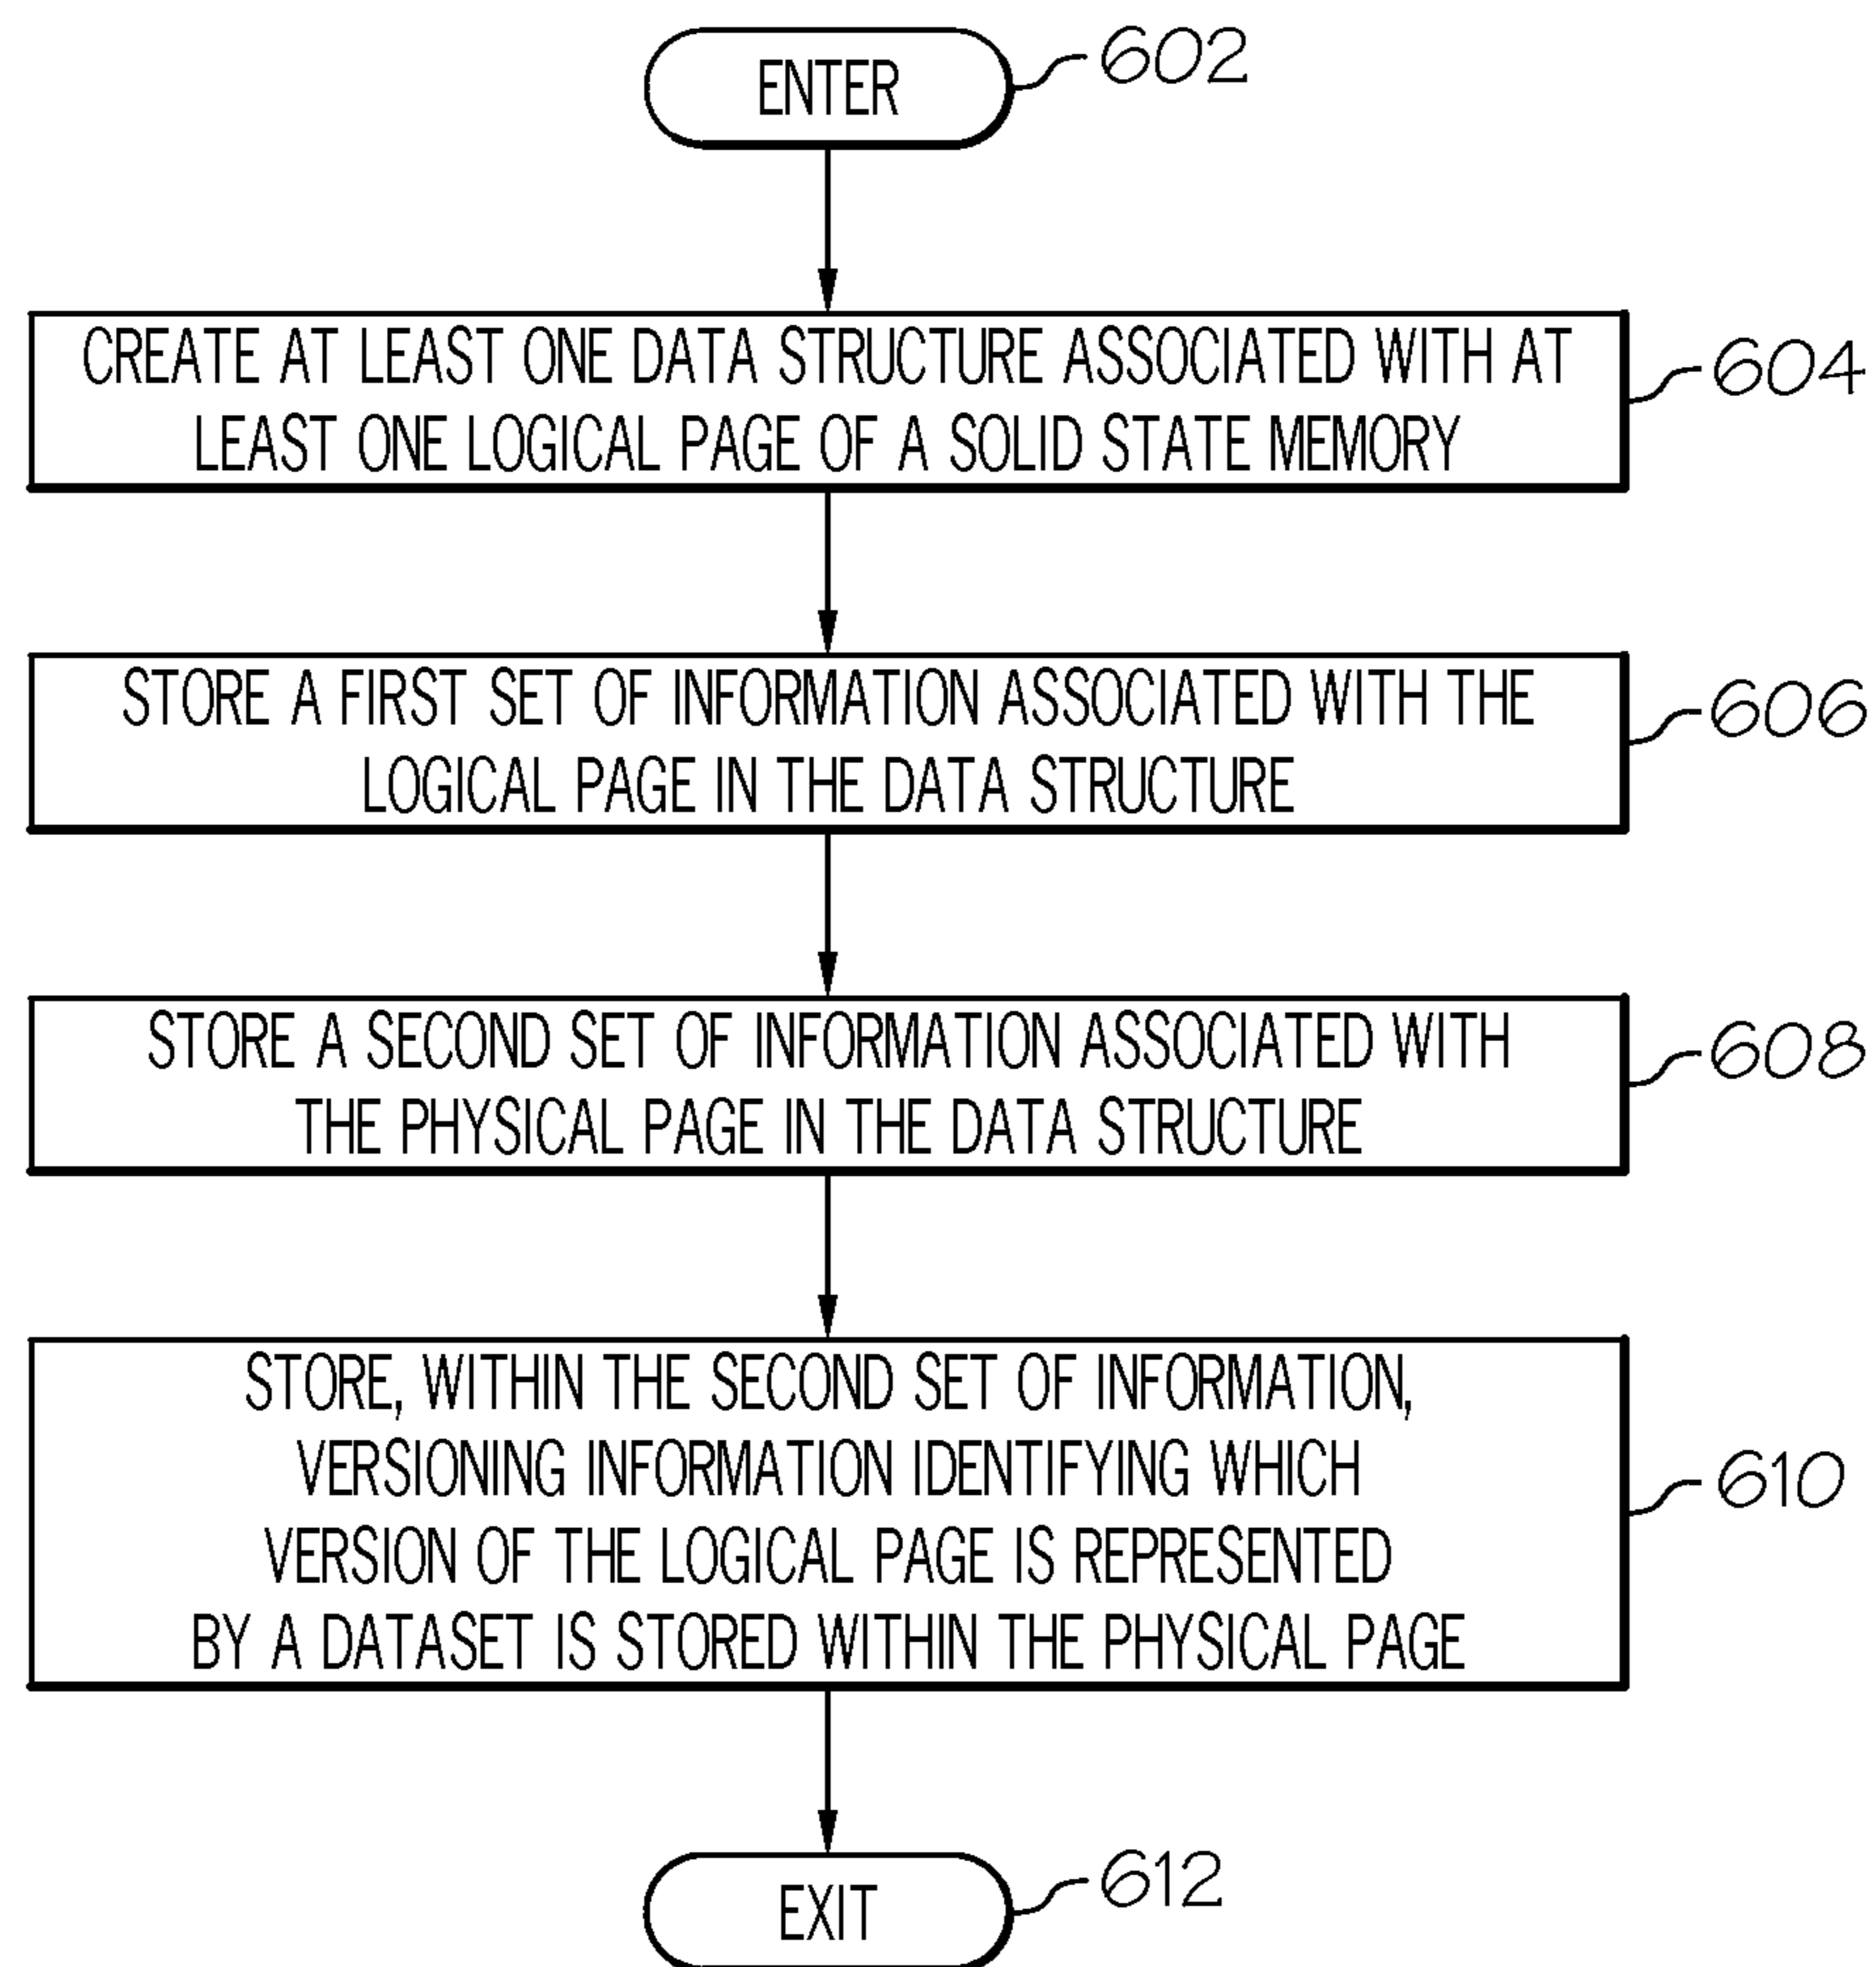 ENTER
602
CREATE AT LEAST ONE DATA STRUCTURE ASSOCIATED WITH AT
LEAST ONE LOGICAL PAGE OF A SOLID STATE MEMORY
604
STORE A FIRST SET OF INFORMATION ASSOCIATED WITH THE
LOGICAL PAGE IN THE DATA STRUCTURE
606
STORE A SECOND SET OF INFORMATION ASSOCIATED WITH
THE PHYSICAL PAGE IN THE DATA STRUCTURE
608
STORE, WITHIN THE SECOND SET OF INFORMATION,
VERSIONING INFORMATION IDENTIFYING WHICH
VERSION OF THE LOGICAL PAGE IS REPRESENTED
BY A DATASET IS STORED WITHIN THE PHYSICAL PAGE
610
EXIT
612